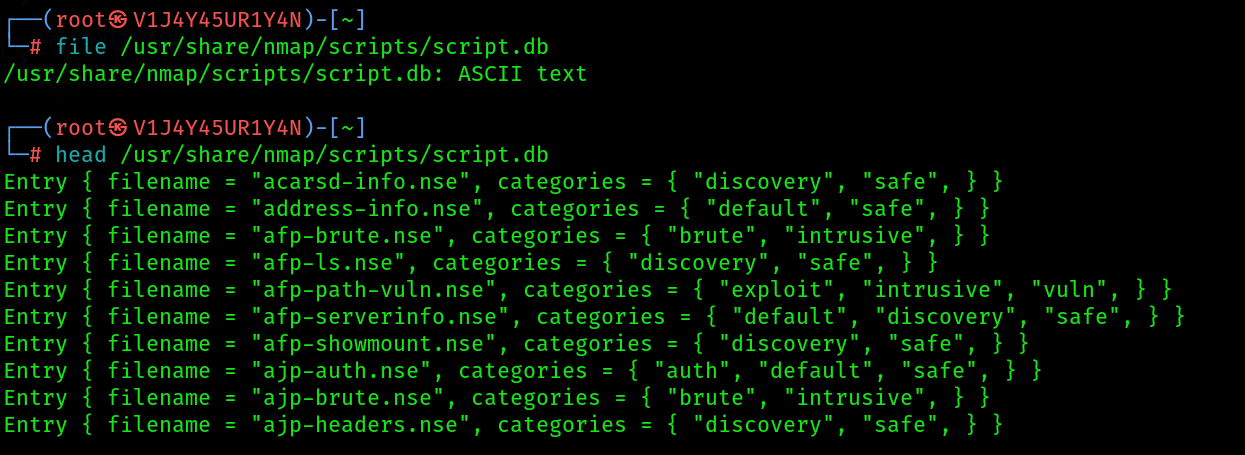 ┌──(root㉿V1J4Y45UR1Y4N)-[~]
└─# file /usr/share/nmap/scripts/script.db
/usr/share/nmap/scripts/script.db: ASCII text

┌──(root㉿V1J4Y45UR1Y4N)-[~]
└─# head /usr/share/nmap/scripts/script.db
Entry { filename = "acarsd-info.nse", categories = { "discovery", "safe", } }
Entry { filename = "address-info.nse", categories = { "default", "safe", } }
Entry { filename = "afp-brute.nse", categories = { "brute", "intrusive", } }
Entry { filename = "afp-ls.nse", categories = { "discovery", "safe", } }
Entry { filename = "afp-path-vuln.nse", categories = { "exploit", "intrusive", "vuln", } }
Entry { filename = "afp-serverinfo.nse", categories = { "default", "discovery", "safe", } }
Entry { filename = "afp-showmount.nse", categories = { "discovery", "safe", } }
Entry { filename = "ajp-auth.nse", categories = { "auth", "default", "safe", } }
Entry { filename = "ajp-brute.nse", categories = { "brute", "intrusive", } }
Entry { filename = "ajp-headers.nse", categories = { "discovery", "safe", } }